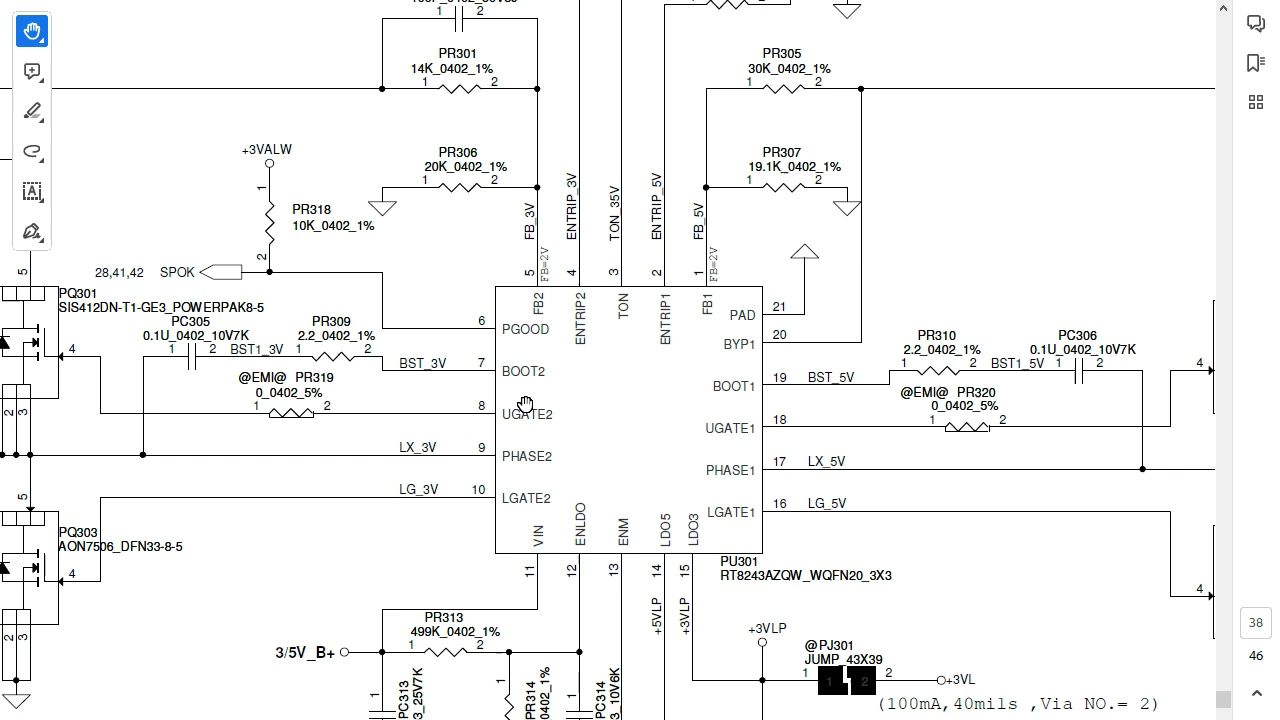 1 2
PR301
14K_0402_1%
1 2
PR305
30K_0402_1%
1 2
+3VALW
1
PR318
10K_0402_1%
2
PR306
20K_0402_1%
1 2
PR307
19.1K_0402_1%
1 2
FB_3V
ENTRIP_3V
TON_35V
ENTRIP_5V
FB_5V
FB=2V
FB=2V
5 4 3 2 1
28,41,42 SPOK
5
PQ301
SIS412DN-T1-GE3_POWERPAK8-5
PC305
0.1U_0402_10V7K
1 2
BST1_3V
PR309
2.2_0402_1%
1 2
BST_3V
4
@EMI@ PR319
0_0402_5%
1 2
2 3
LX_3V
LG_3V
5
PQ303
AON7506_DFN33-8-5
4
2 3
FB2
ENTRIP2
TON
ENTRIP1
FB1
6 PGOOD
7 BOOT2
8 UGATE2
9 PHASE2
10 LGATE2
PAD 21
BYP1 20
BOOT1 19
UGATE1 18
PHASE1 17
LGATE1 16
VIN
ENLDO
ENM
LDO5
LDO3
11 12 13 14 15
PU301
RT8243AZQW_WQFN20_3X3
BST_5V
PR310
2.2_0402_1%
1 2
BST1_5V
PC306
0.1U_0402_10V7K
1 2
@EMI@ PR320
0_0402_5%
1 2
4
LX_5V
LG_5V
4
+5VLP
+3VLP
3/5V_B+
PR313
499K_0402_1%
1 2
1
PC313
3_25V7K
1
PR314
0402_1%
1
PC314
3_10V6K
+3VLP
@PJ301
JUMP_43X39
1 1 2 2
+3VL
(100mA,40mils ,Via NO.= 2)
38
46